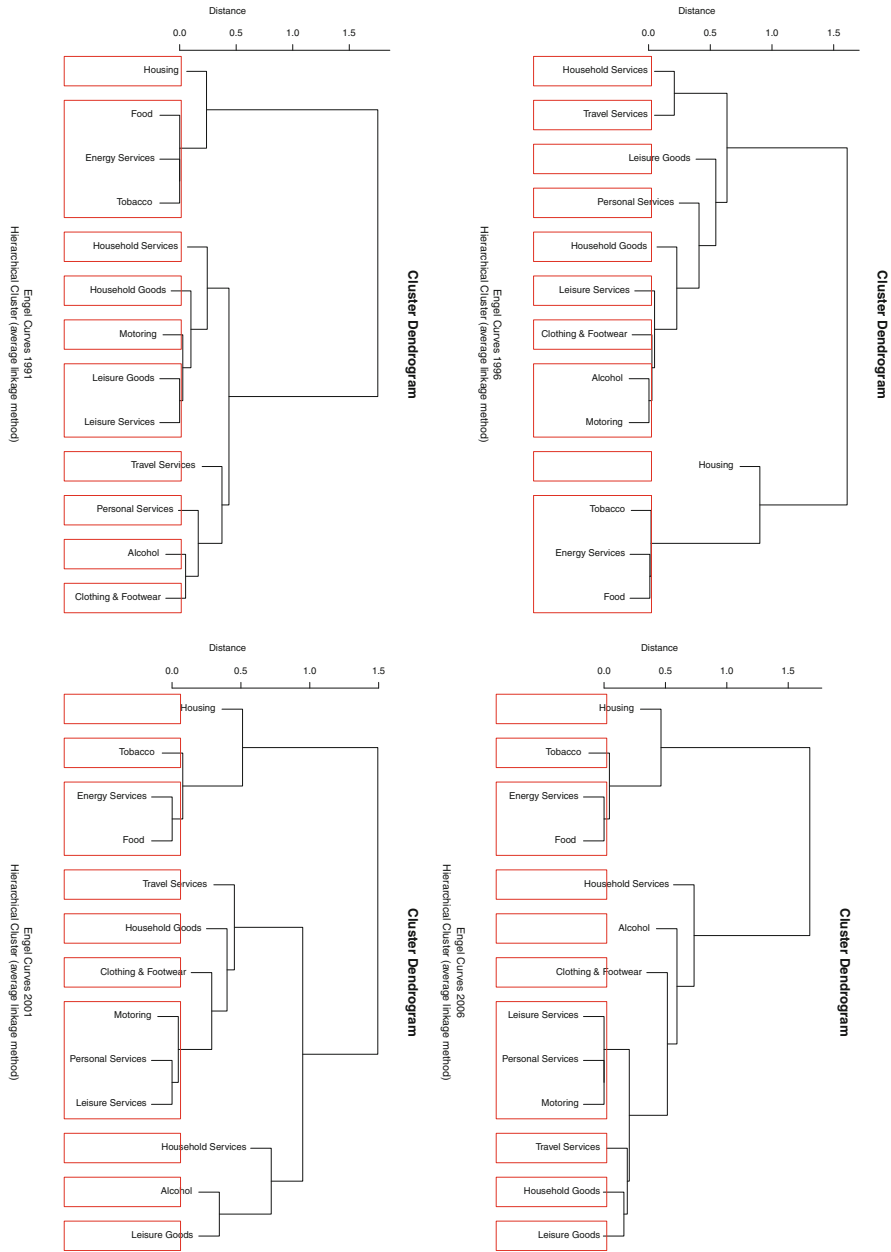 Distance
0.0 0.5 1.0 1.5
Housing
Food
Energy Services
Tobacco
Household Services
Household Goods
Motoring
Leisure Goods
Leisure Services
Travel Services
Personal Services
Alcohol
Clothing & Footwear
Cluster Dendrogram
Engel Curves 1991
Hierarchical Cluster (average linkage method)
Distance
0.0 0.5 1.0 1.5
Household Services
Travel Services
Leisure Goods
Personal Services
Household Goods
Leisure Services
Clothing & Footwear
Alcohol
Motoring
Housing
Tobacco
Energy Services
Food
Cluster Dendrogram
Engel Curves 1996
Hierarchical Cluster (average linkage method)
Distance
0.0 0.5 1.0 1.5
Housing
Tobacco
Energy Services
Food
Travel Services
Household Goods
Clothing & Footwear
Motoring
Personal Services
Leisure Services
Household Services
Alcohol
Leisure Goods
Cluster Dendrogram
Engel Curves 2001
Hierarchical Cluster (average linkage method)
Distance
0.0 0.5 1.0 1.5
Housing
Tobacco
Energy Services
Food
Household Services
Alcohol
Clothing & Footwear
Leisure Services
Personal Services
Motoring
Travel Services
Household Goods
Leisure Goods
Cluster Dendrogram
Engel Curves 2006
Hierarchical Cluster (average linkage method)